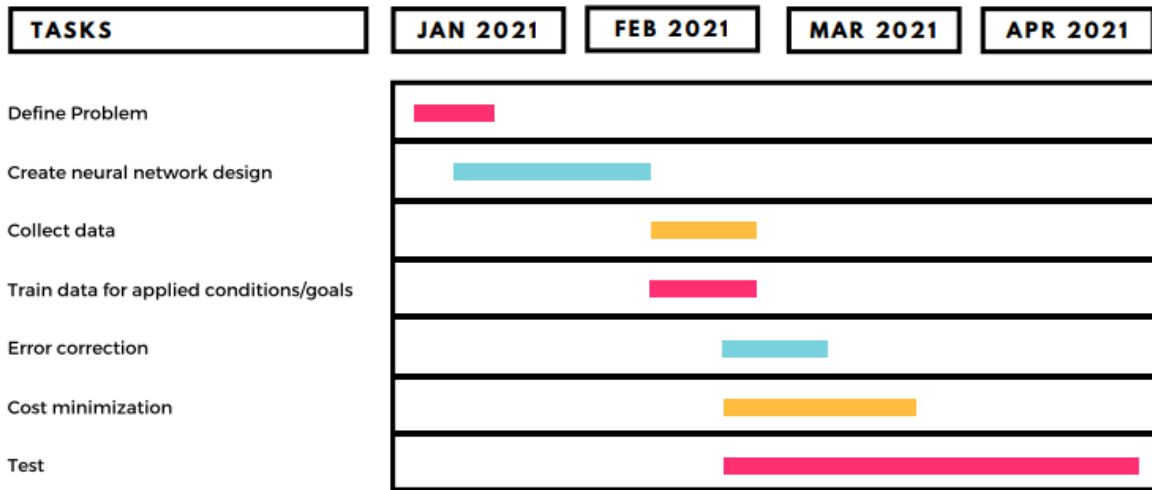 TASKS
JAN 2021
FEB 2021
MAR 2021
APR 2021
Define Problem
Create neural network design
Collect data
Train data for applied conditions/goals
Error correction
Cost minimization
Test